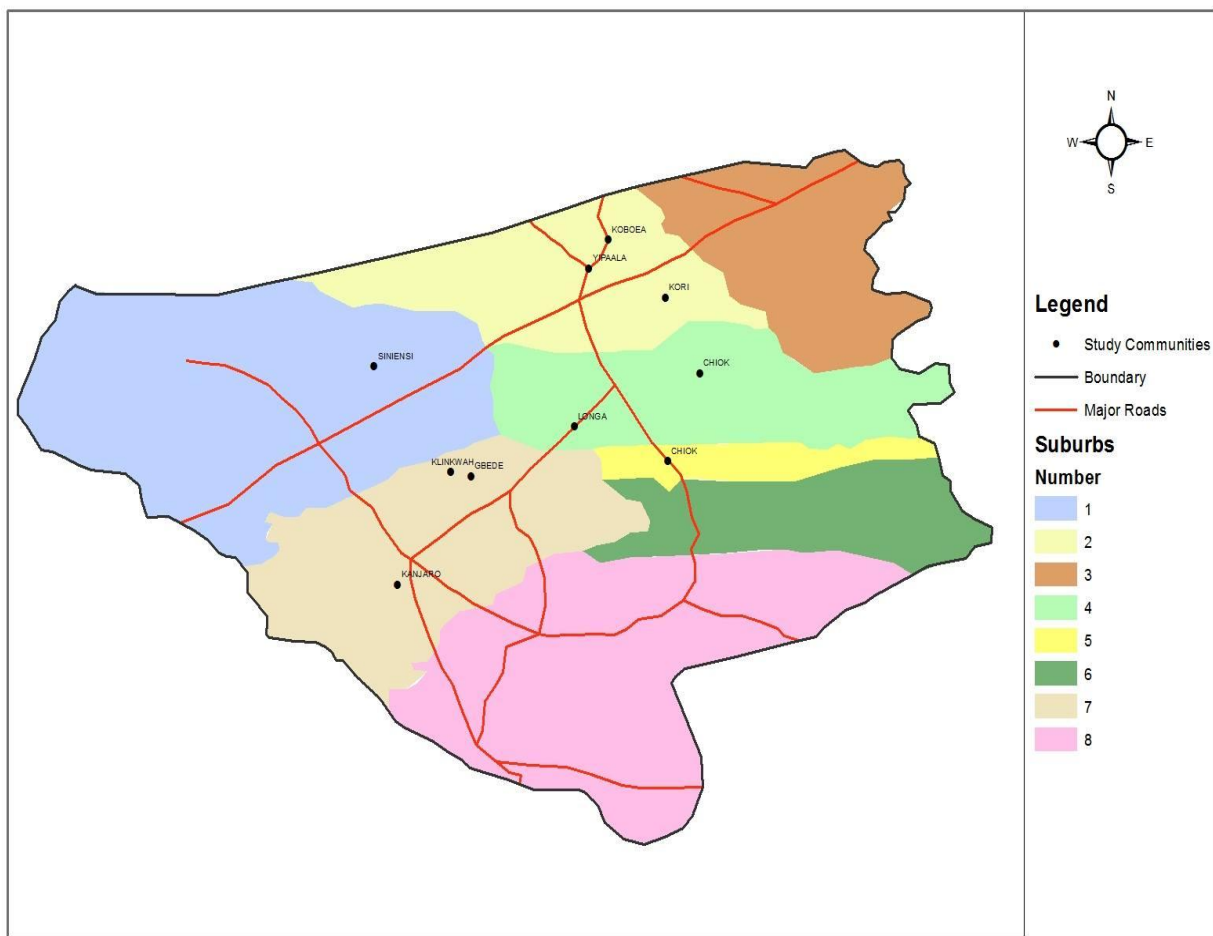 N
W E
S
KOBOEA
YIPAALA
KORI
SINIENSI
CHIOK
LONGA
CHIOK
KLINKWAH
GBEDE
KANJARO
Legend
Study Communities
Boundary
Major Roads
Suburbs
Number
1
2
3
4
5
6
7
8